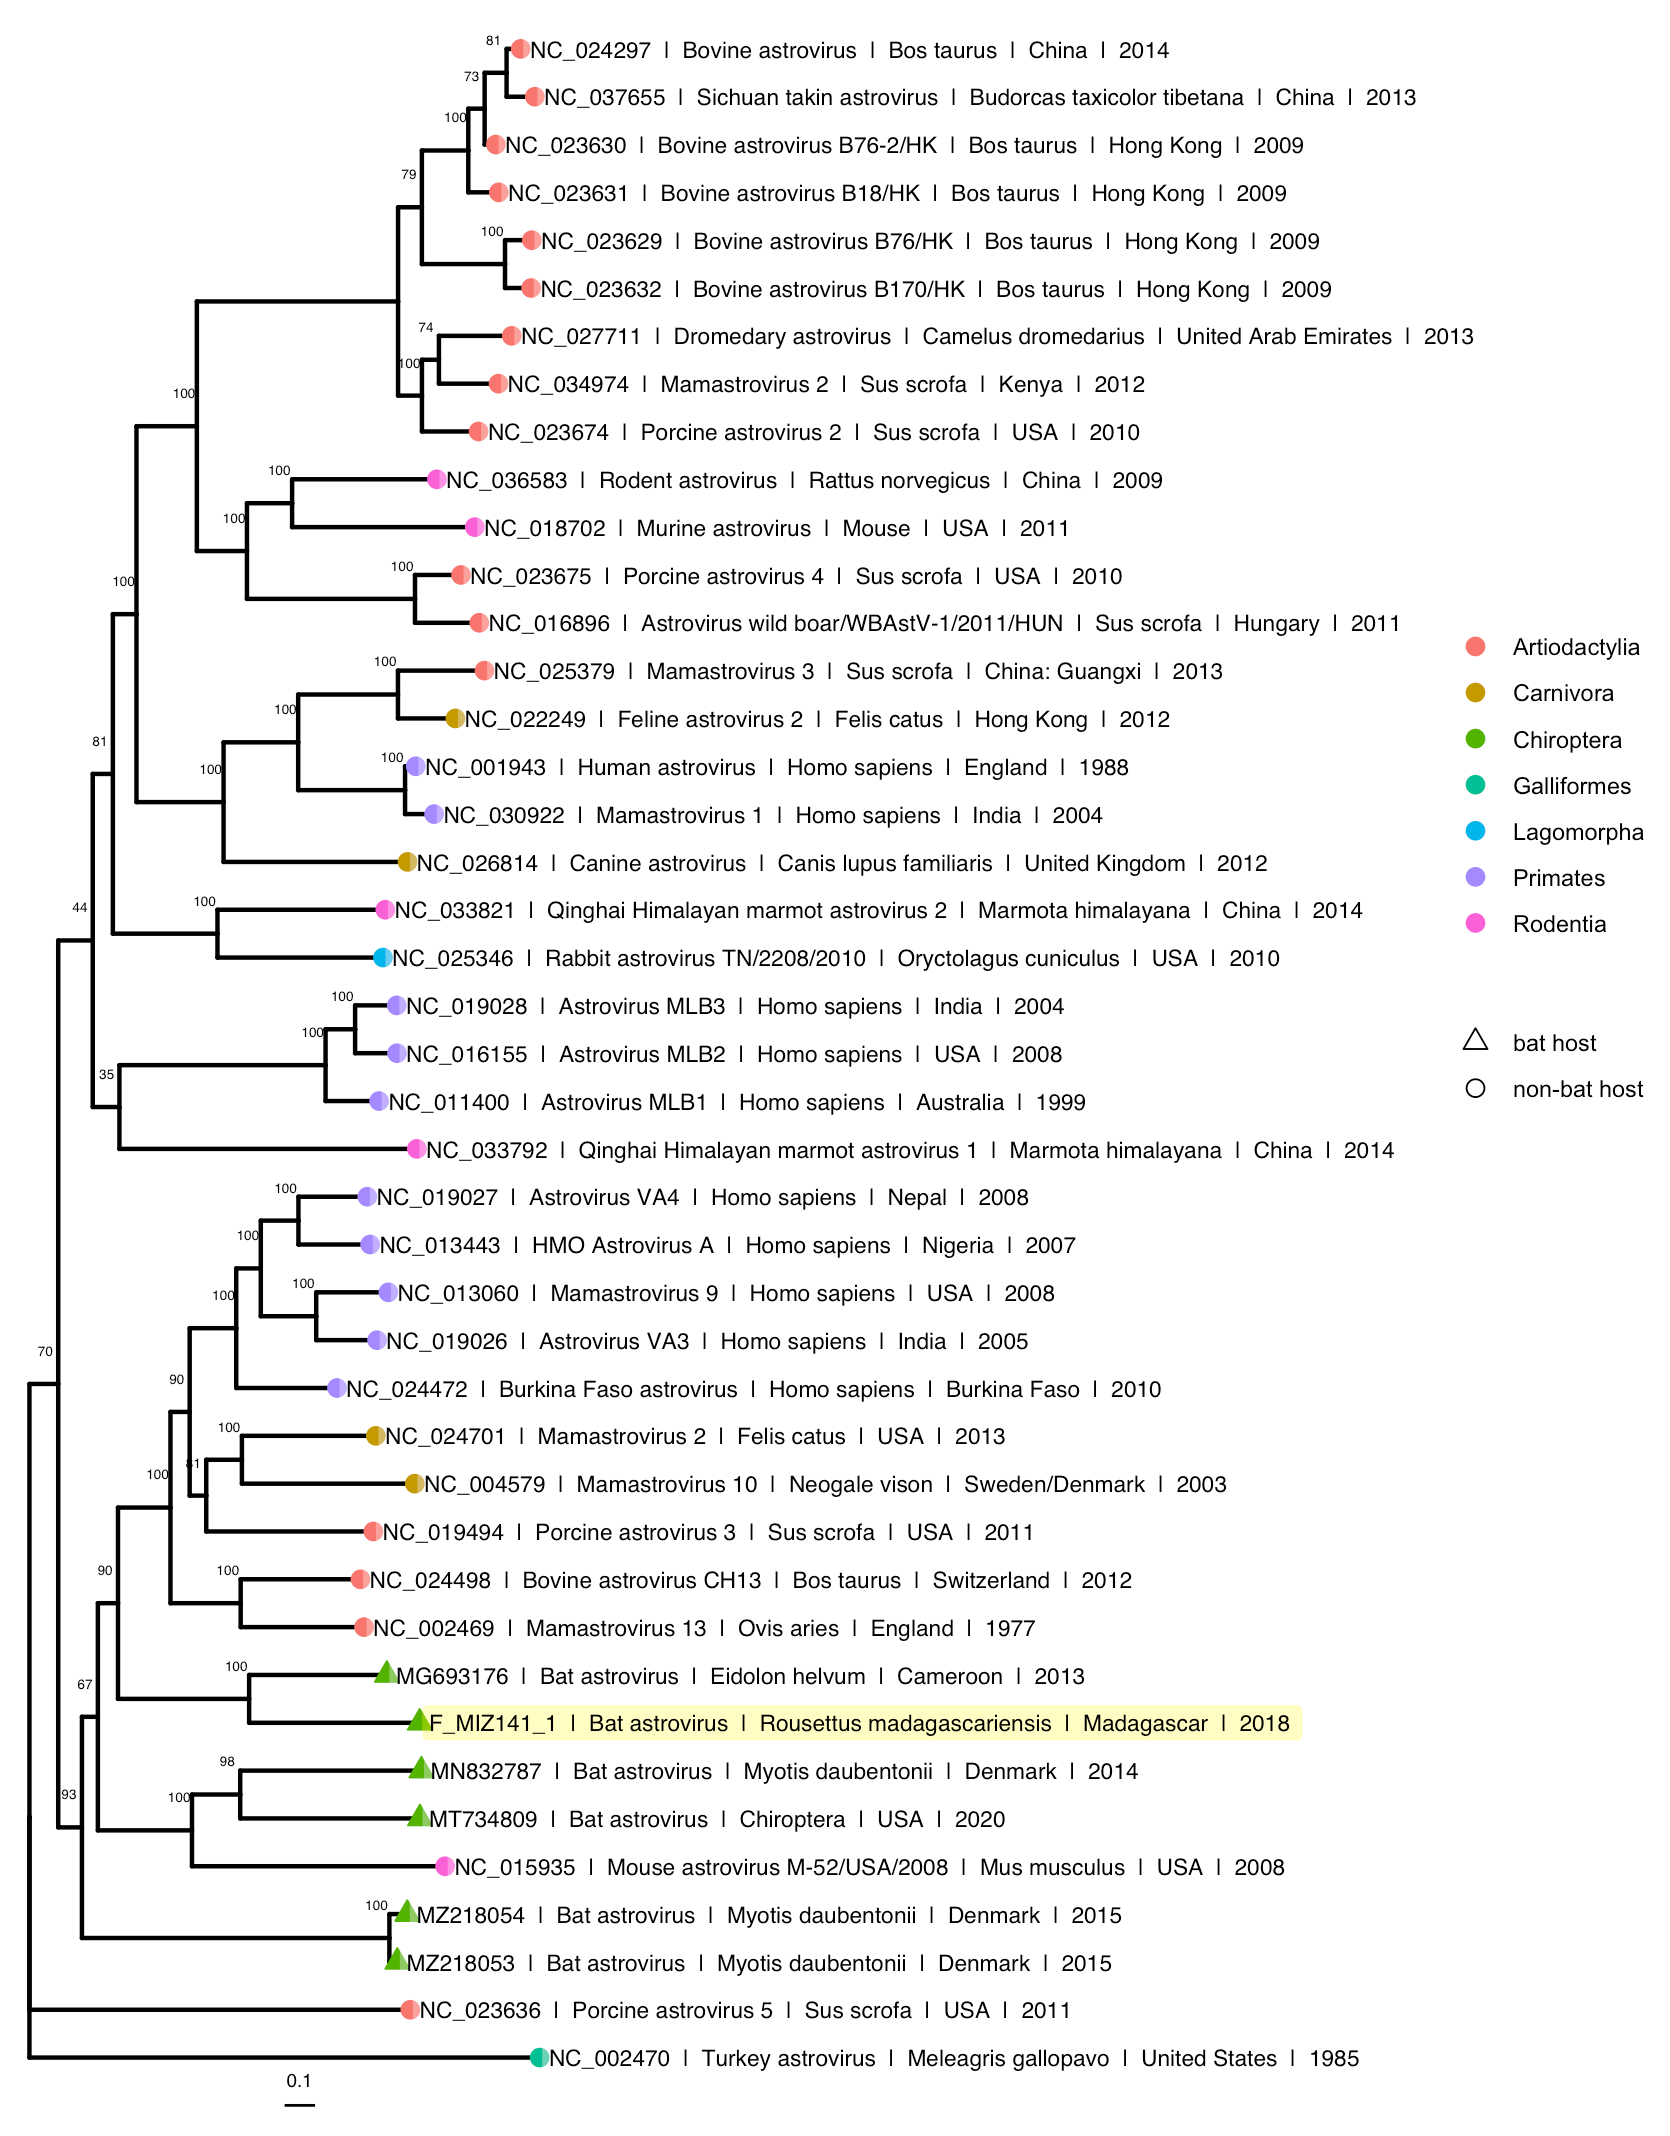 81
NC_024297 | Bovine astrovirus | Bos taurus | China | 2014
73
NC_037655 | Sichuan takin astrovirus | Budorcas taxicolor tibetana | China | 2013
100
NC_023630 | Bovine astrovirus B76-2/HK | Bos taurus | Hong Kong | 2009
79
NC_023631 | Bovine astrovirus B18/HK | Bos taurus | Hong Kong | 2009
100
NC_023629 | Bovine astrovirus B76/HK | Bos taurus | Hong Kong | 2009
NC_023632 | Bovine astrovirus B170/HK | Bos taurus | Hong Kong | 2009
74
NC_027711 | Dromedary astrovirus | Camelus dromedarius | United Arab Emirates | 2013
100
NC_034974 | Mamastrovirus 2 | Sus scrofa | Kenya | 2012
100
NC_023674 | Porcine astrovirus 2 | Sus scrofa | USA | 2010
100
NC_036583 | Rodent astrovirus | Rattus norvegicus | China | 2009
100
NC_018702 | Murine astrovirus | Mouse | USA | 2011
100
NC_023675 | Porcine astrovirus 4 | Sus scrofa | USA | 2010
100
NC_016896 | Astrovirus wild boar/WBAstV-1/2011/HUN | Sus scrofa | Hungary | 2011
100
NC_025379 | Mamastrovirus 3 | Sus scrofa | China: Guangxi | 2013
100
NC_022249 | Feline astrovirus 2 | Felis catus | Hong Kong | 2012
81
100
100
NC_001943 | Human astrovirus | Homo sapiens | England | 1988
NC_030922 | Mamastrovirus 1 | Homo sapiens | India | 2004
NC_026814 | Canine astrovirus | Canis lupus familiaris | United Kingdom | 2012
44
100
NC_033821 | Qinghai Himalayan marmot astrovirus 2 | Marmota himalayana | China | 2014
NC_025346 | Rabbit astrovirus TN/2208/2010 | Oryctolagus cuniculus | USA | 2010
100
NC_019028 | Astrovirus MLB3 | Homo sapiens | India | 2004
100
NC_016155 | Astrovirus MLB2 | Homo sapiens | USA | 2008
35
NC_011400 | Astrovirus MLB1 | Homo sapiens | Australia | 1999
NC_033792 | Qinghai Himalayan marmot astrovirus 1 | Marmota himalayana | China | 2014
100
NC_019027 | Astrovirus VA4 | Homo sapiens | Nepal | 2008
100
NC_013443 | HMO Astrovirus A | Homo sapiens | Nigeria | 2007
100
100
NC_013060 | Mamastrovirus 9 | Homo sapiens | USA | 2008
70
NC_019026 | Astrovirus VA3 | Homo sapiens | India | 2005
90
NC_024472 | Burkina Faso astrovirus | Homo sapiens | Burkina Faso | 2010
100
NC_024701 | Mamastrovirus 2 | Felis catus | USA | 2013
100
81
NC_004579 | Mamastrovirus 10 | Neogale vison | Sweden/Denmark | 2003
NC_019494 | Porcine astrovirus 3 | Sus scrofa | USA | 2011
90
100
NC_024498 | Bovine astrovirus CH13 | Bos taurus | Switzerland | 2012
NC_002469 | Mamastrovirus 13 | Ovis aries | England | 1977
67
100
MG693176 | Bat astrovirus | Eidolon helvum | Cameroon | 2013
F_MIZ141_1 | Bat astrovirus | Rousettus madagascariensis | Madagascar | 2018
98
MN832787 | Bat astrovirus | Myotis daubentonii | Denmark | 2014
93
100
MT734809 | Bat astrovirus | Chiroptera | USA | 2020
NC_015935 | Mouse astrovirus M-52/USA/2008 | Mus musculus | USA | 2008
100
MZ218054 | Bat astrovirus | Myotis daubentonii | Denmark | 2015
MZ218053 | Bat astrovirus | Myotis daubentonii | Denmark | 2015
NC_023636 | Porcine astrovirus 5 | Sus scrofa | USA | 2011
NC_002470 | Turkey astrovirus | Meleagris gallopavo | United States | 1985
0.1
Artiodactylia
Carnivora
Chiroptera
Galliformes
Lagomorpha
Primates
Rodentia
bat host
non-bat host